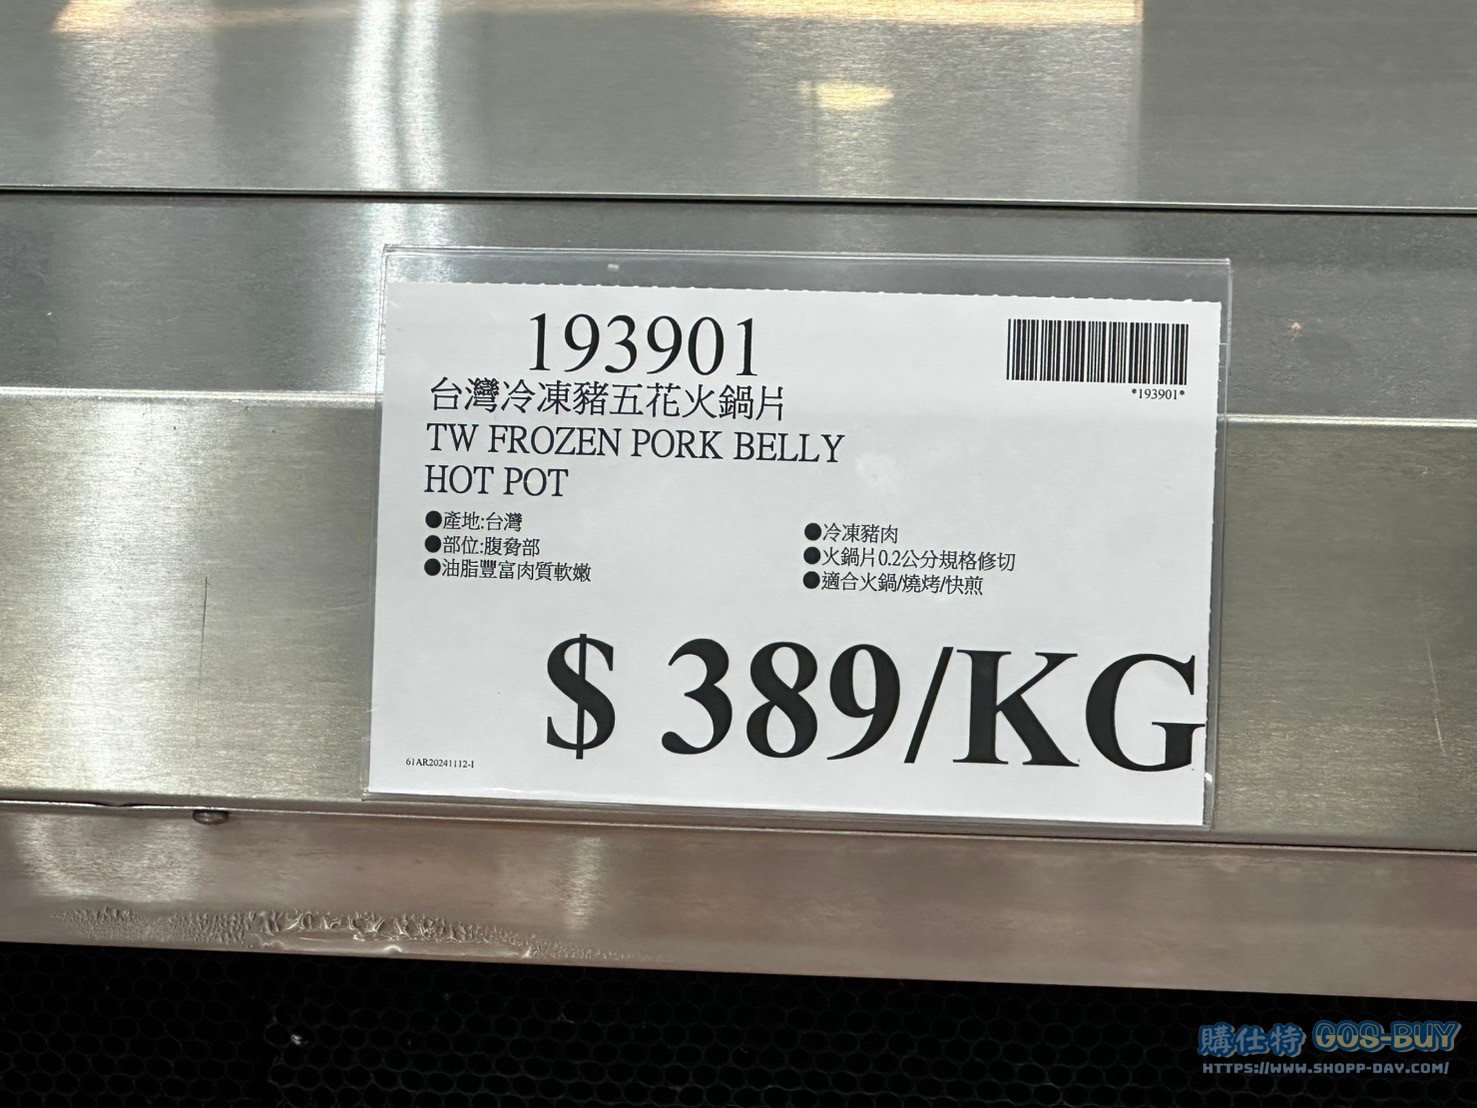 193901
*193901*
台灣冷凍豬五花火鍋片
TW FROZEN PORK BELLY
HOT POT
●產地:台灣
●部位:腹脅部
●油脂豐富肉質軟嫩
●冷凍豬肉
●火鍋片0.2公分規格修切
●適合火鍋/燒烤/快煎
$ 389/KG
61AR20241112-1
購仕特 GOS-BUY
HTTPS://WWW.SHOPP-DAY.COM/